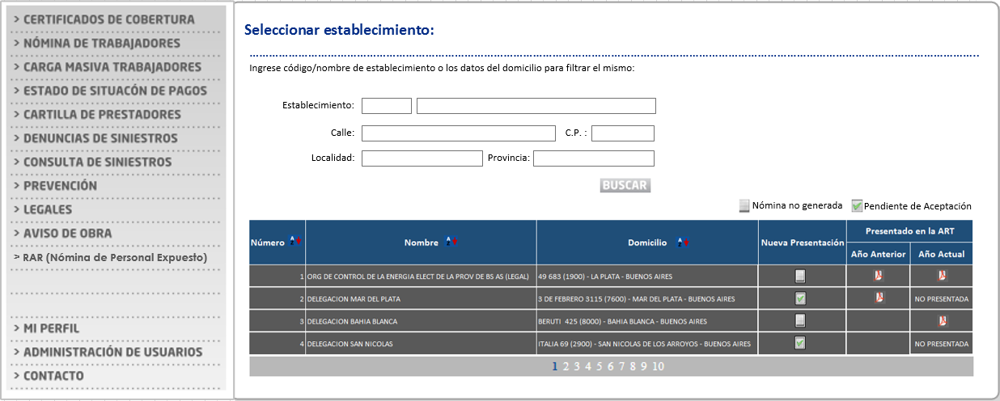 > CERTIFICADOS DE COBERTURA
> NÓMINA DE TRABAJADORES
> CARGA MASIVA TRABAJADORES
> ESTADO DE SITUACÓN DE PAGOS
> CARTILLA DE PRESTADORES
> DENUNCIAS DE SINIESTROS
> CONSULTA DE SINIESTROS
> PREVENCIÓN
> LEGALES
> AVISO DE OBRA
> RAR (Nómina de Personal Expuesto)
> MI PERFIL
> ADMINISTRACIÓN DE USUARIOS
> CONTACTO
Seleccionar establecimiento:
Ingrese código/nombre de establecimiento o los datos del domicilio para filtrar el mismo:
Establecimiento:
Calle: C.P. :
Localidad: Provincia:
BUSCAR
Nómina no generada Pendiente de Aceptación
Número Nombre Domicilio Nueva Presentación Presentado en la ART
Año Anterior Año Actual
1 ORG DE CONTROL DE LA ENERGIA ELECT DE LA PROV DE BS AS (LEGAL) 49 683 (1900) - LA PLATA - BUENOS AIRES
2 DELEGACION MAR DEL PLATA 3 DE FEBRERO 3115 (7600) - MAR DEL PLATA - BUENOS AIRES NO PRESENTADA
3 DELEGACION BAHIA BLANCA BERUTI 425 (8000) - BAHIA BLANCA - BUENOS AIRES
4 DELEGACION SAN NICOLAS ITALIA 69 (2900) - SAN NICOLAS DE LOS ARROYOS - BUENOS AIRES NO PRESENTADA
1 2 3 4 5 6 7 8 9 10